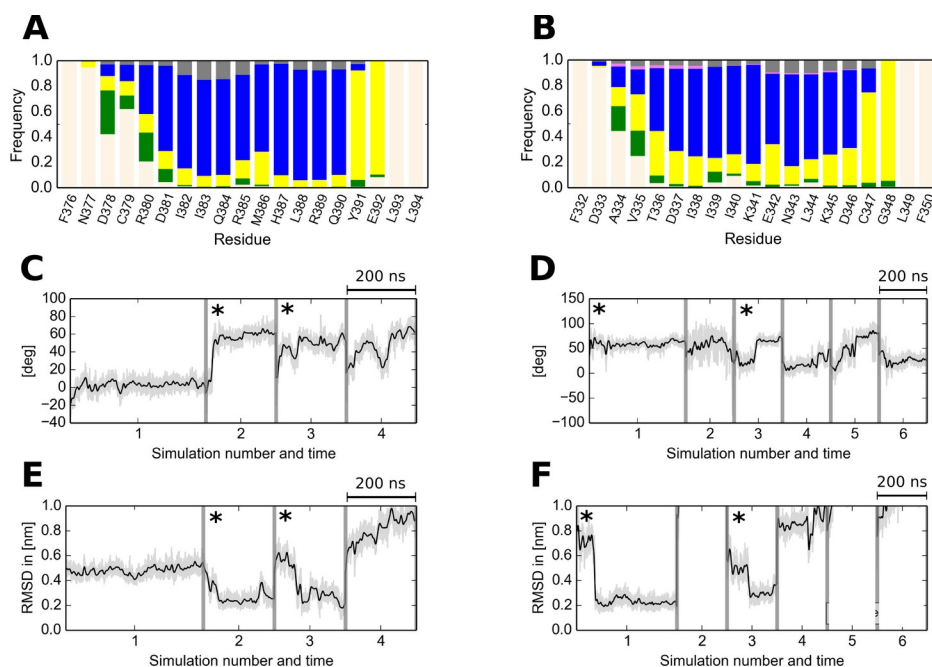 A
B
1.0
0.8
0.6
0.4
0.2
0.0
Frequency
F376 N377 D378 C379 R380 D381 I382 I383 Q384 R385 M386 H387 L388 R389 Q390 Y391 E392 L393 L394
Residue
1.0
0.8
0.6
0.4
0.2
0.0
Frequency
F332 D333 A334 V335 T336 D337 I338 I339 I340 K341 E342 N343 L344 K345 D346 C347 G348 L349 F350
Residue
C
200 ns
100
80
60
40
20
0
−20
−40
[deg]
* *
1 2 3 4
Simulation number and time
D
200 ns
150
100
50
0
−50
−100
[deg]
* *
1 2 3 4 5 6
Simulation number and time
E
200 ns
1.0
0.8
0.6
0.4
0.2
0.0
RMSD in [nm]
* *
1 2 3 4
Simulation number and time
F
200 ns
1.0
0.8
0.6
0.4
0.2
0.0
RMSD in [nm]
* *
e
1 2 3 4 5 6
Simulation number and time